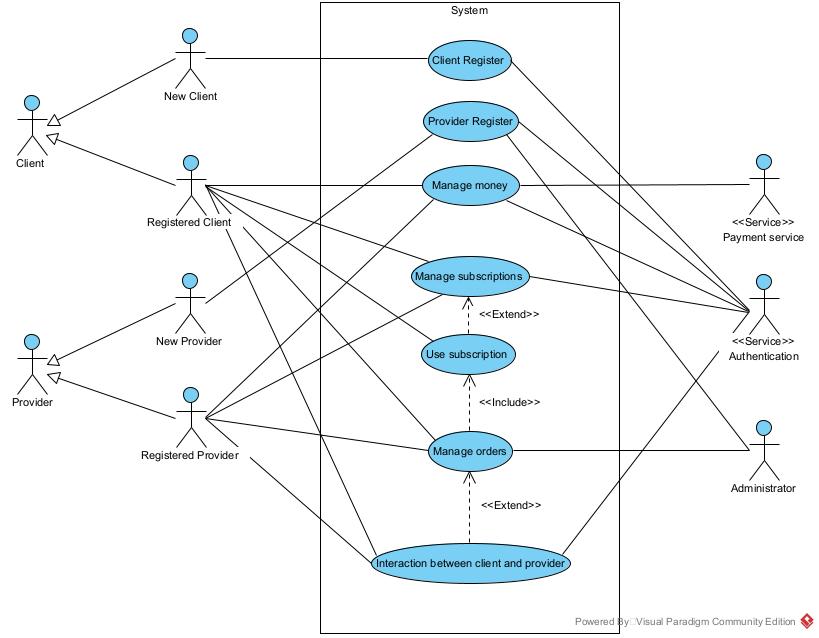 System
New Client
Client Register
Client
Provider Register
Registered Client
Manage money
<<Service>>
Payment service
New Provider
Manage subscriptions
<<Extend>>
<<Service>>
Authentication
Provider
Use subscription
<<Include>>
Registered Provider
Manage orders
Administrator
<<Extend>>
Interaction between client and provider
Powered By Visual Paradigm Community Edition